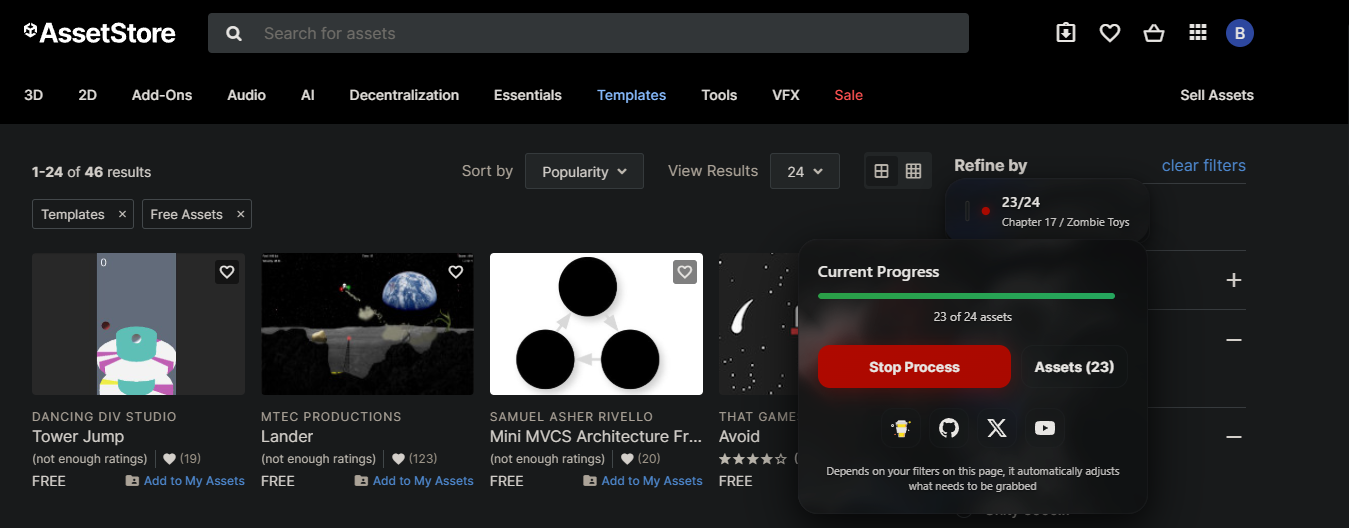 AssetStore
Search for assets
B
3D 2D Add-Ons Audio AI Decentralization Essentials Templates Tools VFX Sale Sell Assets
1-24 of 46 results
Sort by Popularity View Results 24
Refine by clear filters
Templates × Free Assets ×
23/24
Chapter 17 / Zombie Toys
Current Progress
23 of 24 assets
Stop Process Assets (23)
Depends on your filters on this page, it automatically adjusts
what needs to be grabbed
0
DANCING DIV STUDIO
Tower Jump
(not enough ratings) (19)
FREE Add to My Assets
MTEC PRODUCTIONS
Lander
(not enough ratings) (123)
FREE Add to My Assets
SAMUEL ASHER RIVELLO
Mini MVCS Architecture Fr...
(not enough ratings) (20)
FREE Add to My Assets
THAT GAME
Avoid
FREE